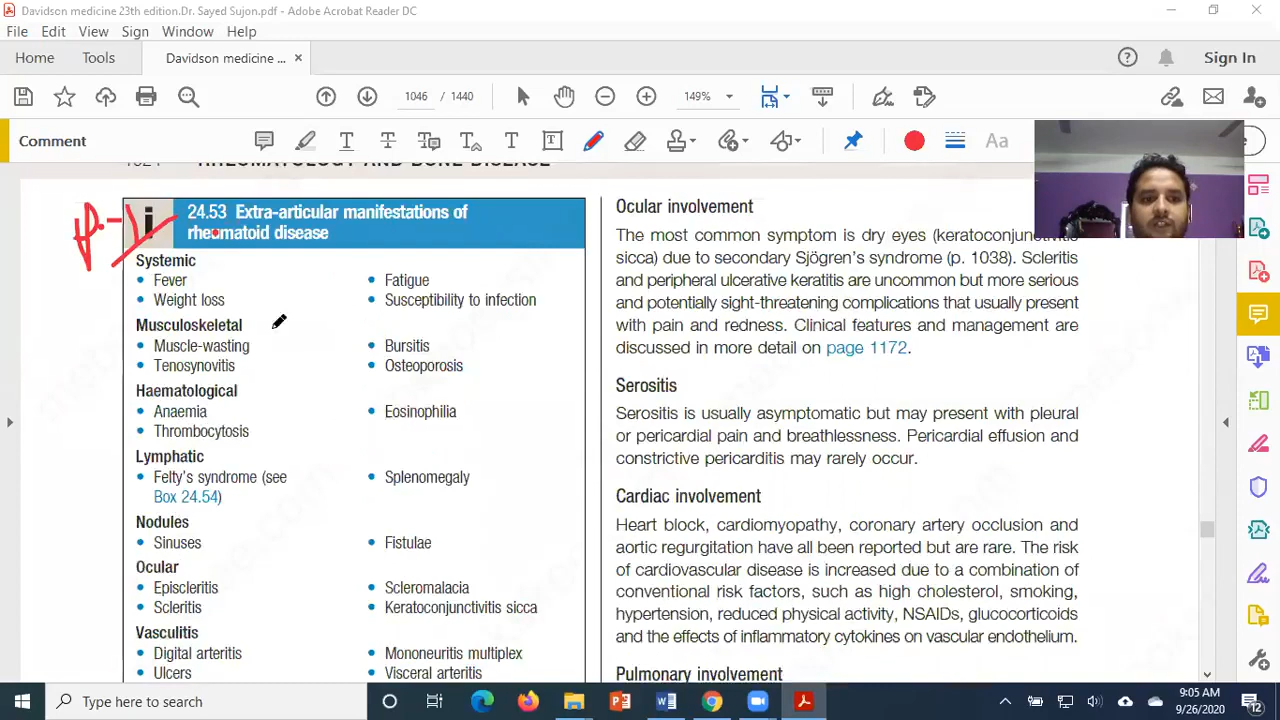 Davidson medicine 23th edition.Dr. Sayed Sujon.pdf - Adobe Acrobat Reader DC
File Edit View Sign Window Help
Home Tools Davidson medicine ... × Sign In
1046 / 1440 149%
Comment Aa
RHEUMATOLOGY AND BONE DISEASE
i 24.53 Extra-articular manifestations of
rheumatoid disease
Systemic
• Fever
• Fatigue
• Weight loss
• Susceptibility to infection
Musculoskeletal
• Muscle-wasting
• Bursitis
• Tenosynovitis
• Osteoporosis
Haematological
• Anaemia
• Eosinophilia
• Thrombocytosis
Lymphatic
• Felty's syndrome (see
Box 24.54)
• Splenomegaly
Nodules
• Sinuses
• Fistulae
Ocular
• Episcleritis
• Scleromalacia
• Scleritis
• Keratoconjunctivitis sicca
Vasculitis
• Digital arteritis
• Mononeuritis multiplex
• Ulcers
• Visceral arteritis
Ocular involvement
The most common symptom is dry eyes (keratoconjunctivitis
sicca) due to secondary Sjögren's syndrome (p. 1038). Scleritis
and peripheral ulcerative keratitis are uncommon but more serious
and potentially sight-threatening complications that usually present
with pain and redness. Clinical features and management are
discussed in more detail on page 1172.
Serositis
Serositis is usually asymptomatic but may present with pleural
or pericardial pain and breathlessness. Pericardial effusion and
constrictive pericarditis may rarely occur.
Cardiac involvement
Heart block, cardiomyopathy, coronary artery occlusion and
aortic regurgitation have all been reported but are rare. The risk
of cardiovascular disease is increased due to a combination of
conventional risk factors, such as high cholesterol, smoking,
hypertension, reduced physical activity, NSAIDs, glucocorticoids
and the effects of inflammatory cytokines on vascular endothelium.
Pulmonary involvement
Type here to search
9:05 AM
9/26/2020
12